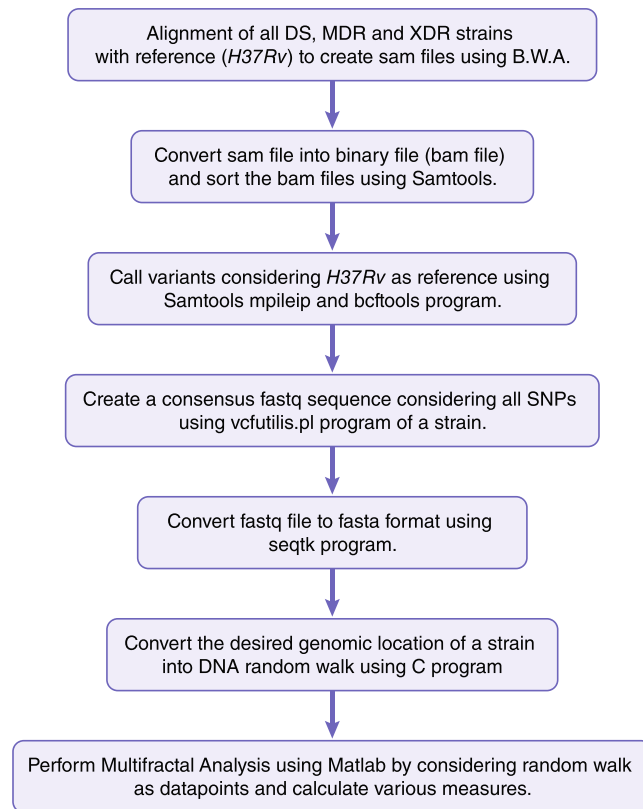 Alignment of all DS, MDR and XDR strains
with reference (H37Rv) to create sam files using B.W.A.
Convert sam file into binary file (bam file)
and sort the bam files using Samtools.
Call variants considering H37Rv as reference using
Samtools mpileip and bcftools program.
Create a consensus fastq sequence considering all SNPs
using vcfutilis.pl program of a strain.
Convert fastq file to fasta format using
seqtk program.
Convert the desired genomic location of a strain
into DNA random walk using C program
Perform Multifractal Analysis using Matlab by considering random walk
as datapoints and calculate various measures.